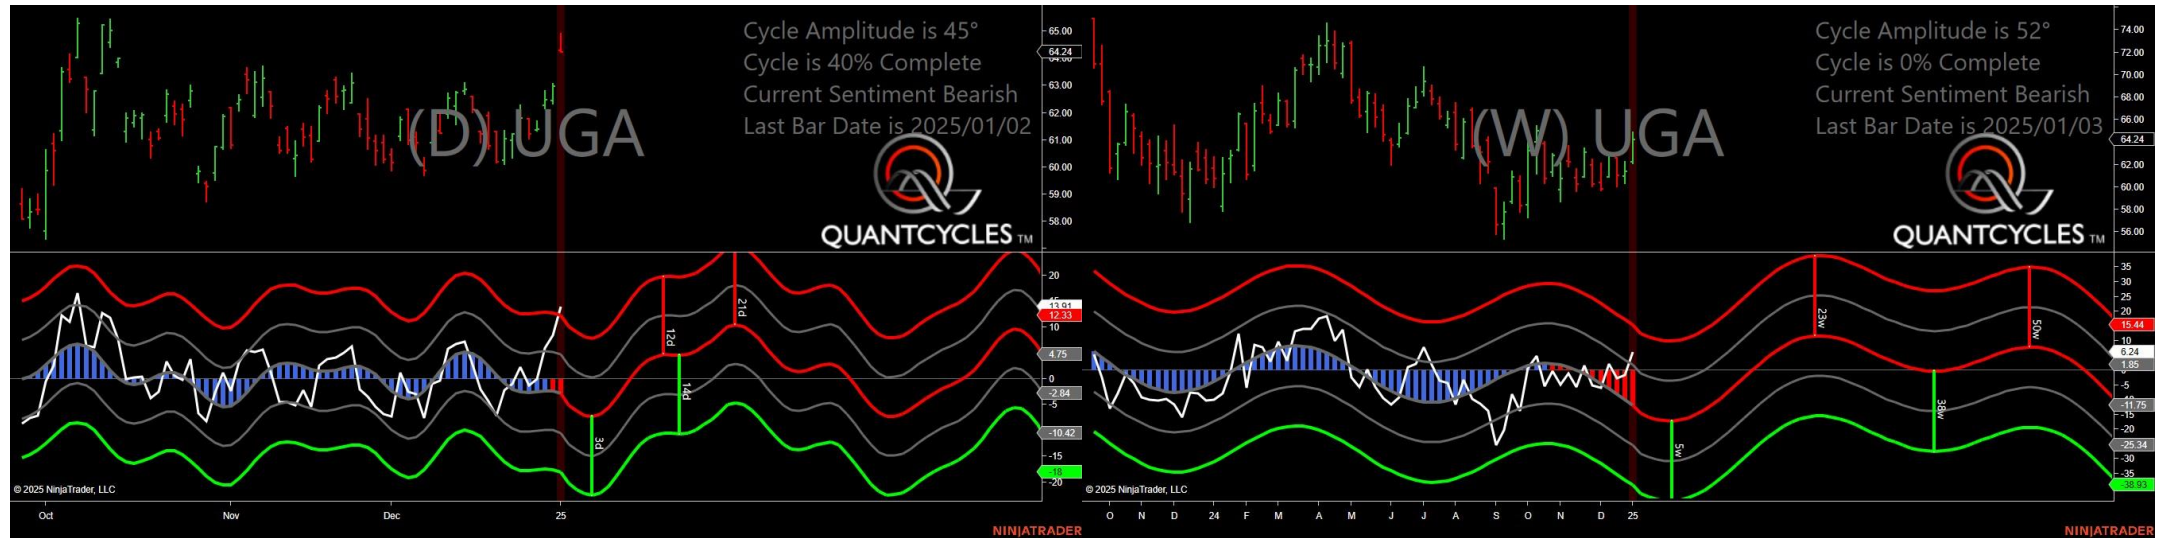 Cycle Amplitude is 45°
Cycle is 40% Complete
Current Sentiment Bearish
Last Bar Date is 2025/01/02
(D) UGA
QUANTCYCLES TM
65.00
64.24
64.00
63.00
62.00
61.00
60.00
59.00
58.00
20
13.91
12.33
10
4.75
0
-2.84
-5
-10.42
-15
-18
-20
3d
12d
14d
21d
© 2025 NinjaTrader, LLC
Oct Nov Dec 25
NINJATRADER
Cycle Amplitude is 52°
Cycle is 0% Complete
Current Sentiment Bearish
Last Bar Date is 2025/01/03
(W) UGA
QUANTCYCLES TM
74.00
72.00
70.00
68.00
66.00
64.24
62.00
60.00
58.00
56.00
35
30
25
20
15.44
10
6.24
1.85
-5
-11.75
-15
-20
-25.34
-30
-35
-38.93
5w
23w
38w
50w
© 2025 NinjaTrader, LLC
O N D 24 F M A M J J A S O N D 25
NINJATRADER